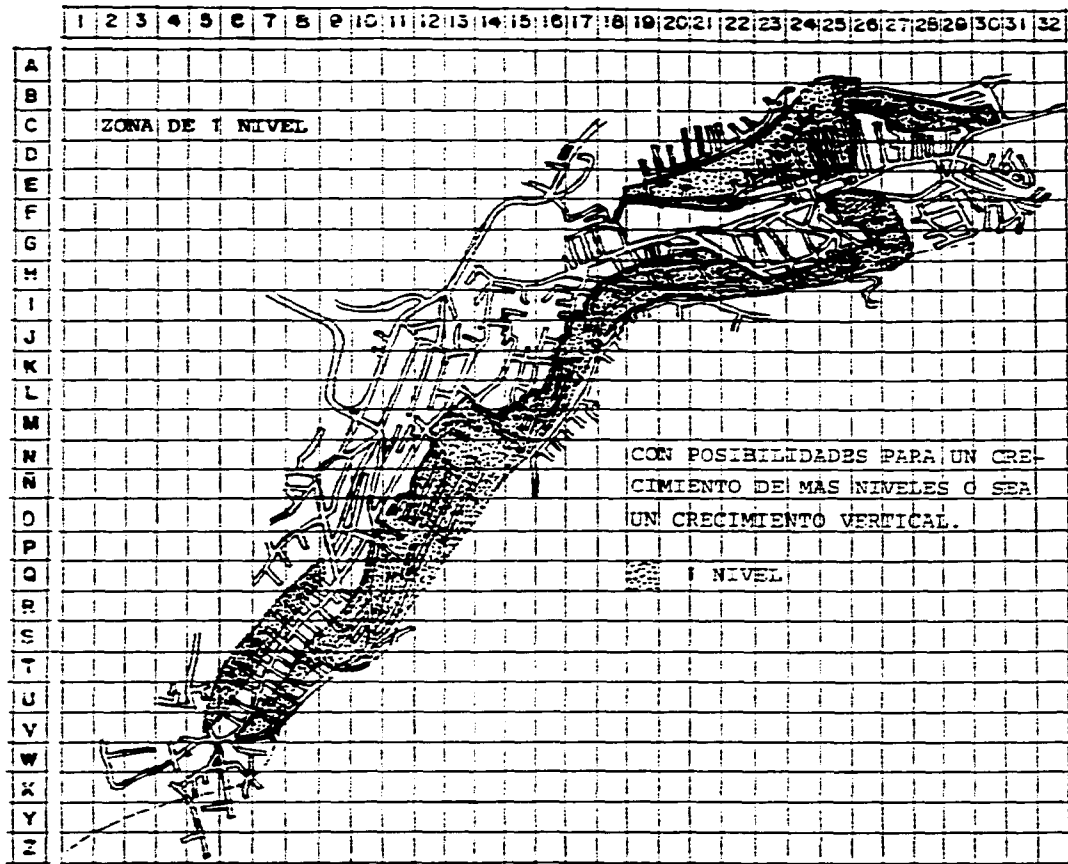 1 2 3 4 5 6 7 8 9 10 11 12 13 14 15 16 17 18 19 20 21 22 23 24 25 26 27 28 29 30 31 32
A
B
C
ZONA DE 1 NIVEL
D
E
F
G
H
I
J
K
L
M
N
CON POSIBILIDADES PARA UN CRE-
Ñ
CIMIENTO DE MAS NIVELES O SEA
O
UN CRECIMIENTO VERTICAL.
P
Q
1 NIVEL
R
S
T
U
V
W
X
Y
Z